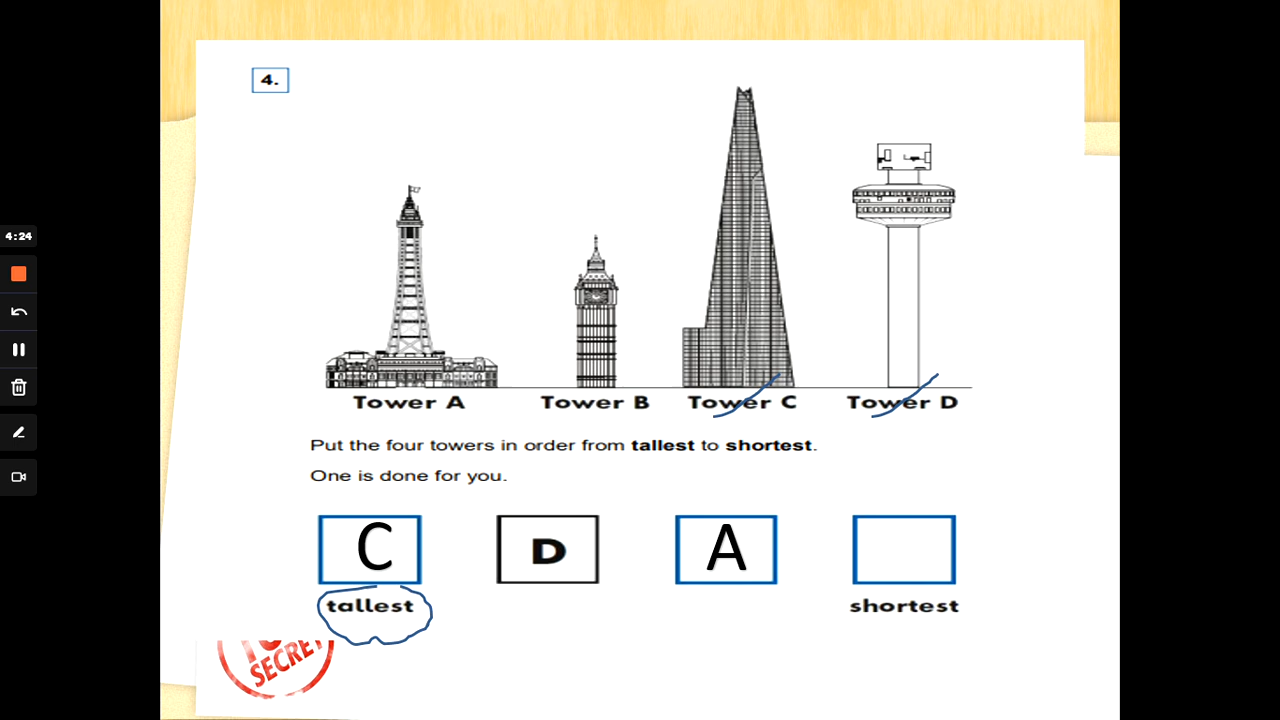 4.
4:24
Tower A Tower B Tower C Tower D
Put the four towers in order from tallest to shortest.
One is done for you.
C D A
tallest shortest
SECRET